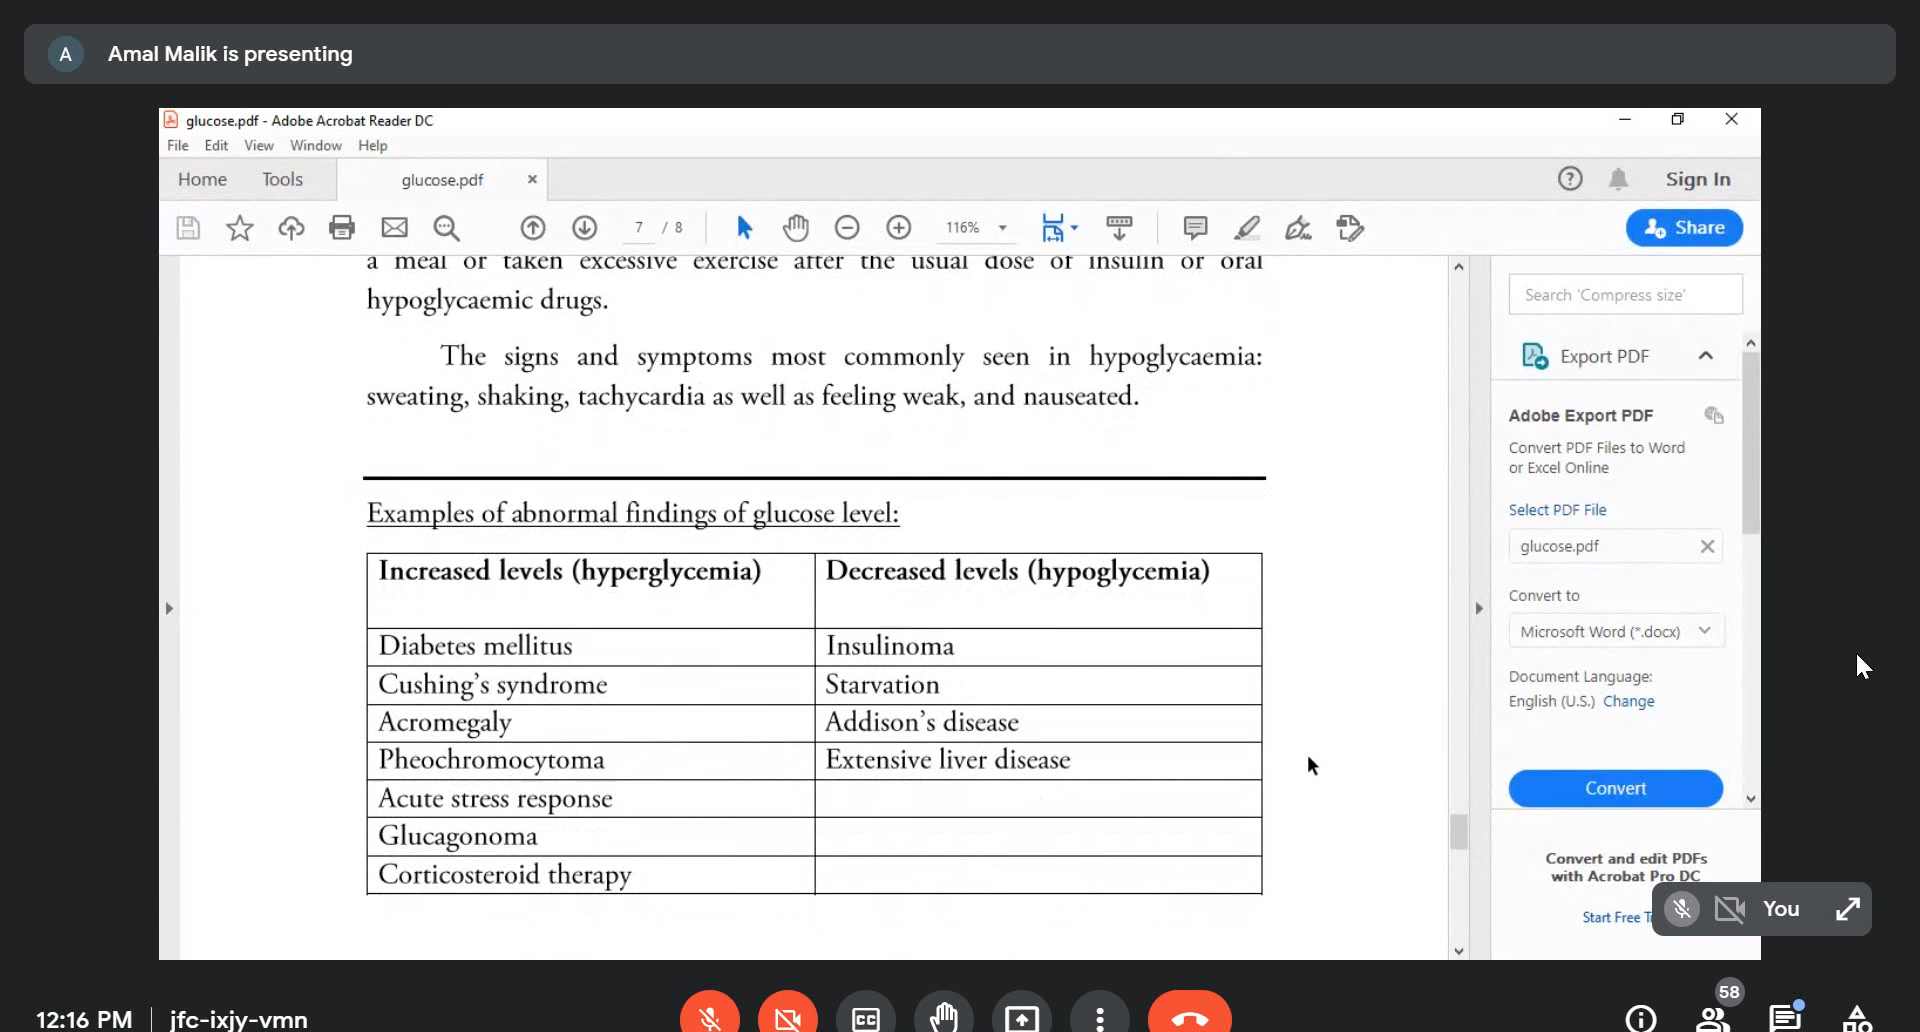 A Amal Malik is presenting
glucose.pdf - Adobe Acrobat Reader DC
File Edit View Window Help
Home Tools glucose.pdf × Sign In
7 / 8 116% Share
a meal or taken excessive exercise after the usual dose of insulin or oral
hypoglycaemic drugs.
The signs and symptoms most commonly seen in hypoglycaemia:
sweating, shaking, tachycardia as well as feeling weak, and nauseated.
Examples of abnormal findings of glucose level:
Increased levels (hyperglycemia) Decreased levels (hypoglycemia)
Diabetes mellitus Insulinoma
Cushing's syndrome Starvation
Acromegaly Addison's disease
Pheochromocytoma Extensive liver disease
Acute stress response
Glucagonoma
Corticosteroid therapy
Search 'Compress size'
Export PDF
Adobe Export PDF
Convert PDF Files to Word
or Excel Online
Select PDF File
glucose.pdf
Convert to
Microsoft Word (*.docx)
Document Language:
English (U.S.) Change
Convert
Convert and edit PDFs
with Acrobat Pro DC
Start Free
You
58
12:16 PM jfc-ixjy-vmn
CC